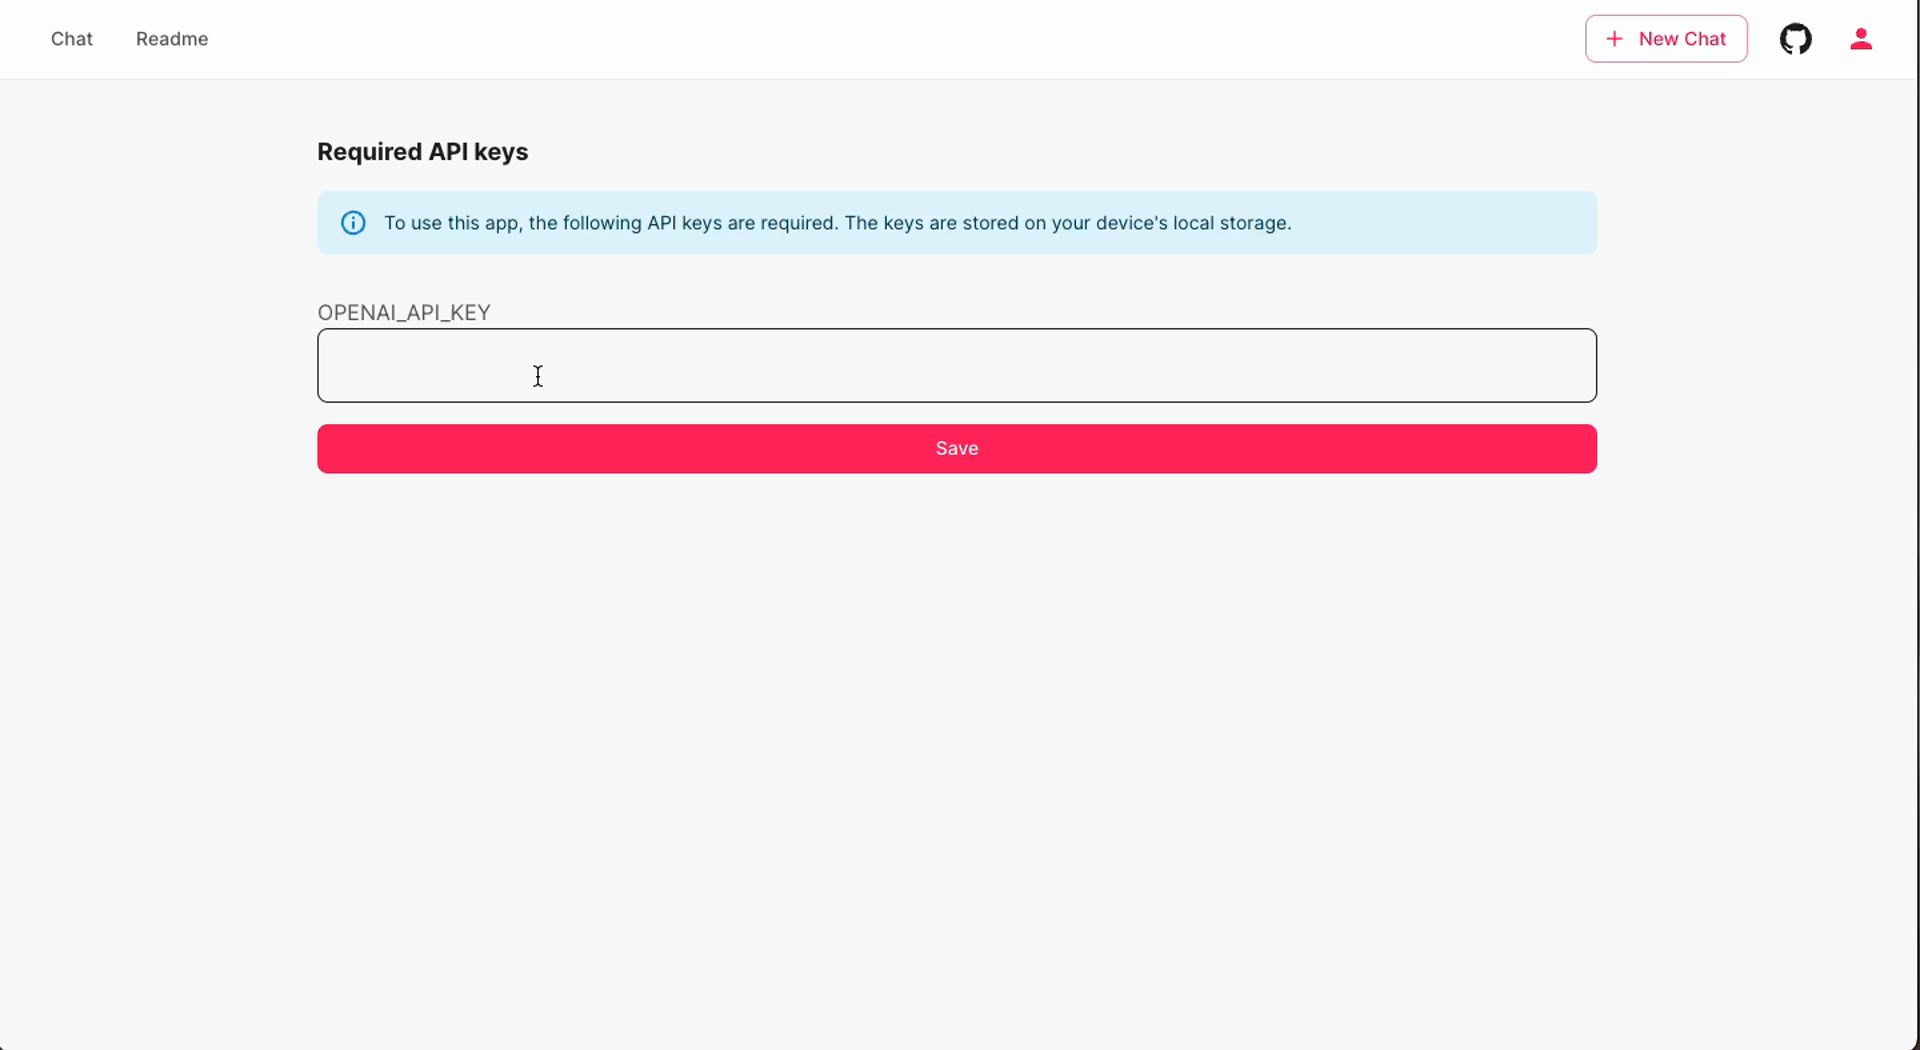 Chat
Readme
New Chat
Required API keys
To use this app, the following API keys are required. The keys are stored on your device's local storage.
OPENAI_API_KEY
Save